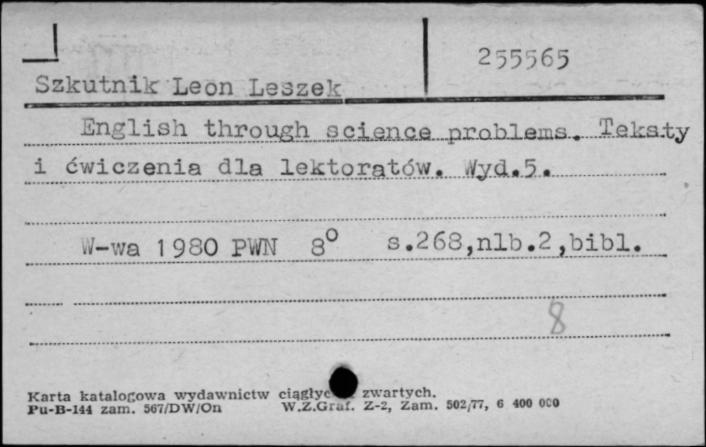 255565
Szkutnik Leon Leszek
English through science problems. Teksty
i ćwiczenia dla lektoratów. Wyd.5.
W-wa 1980 PWN 8° s.268,nlb.2,bibl.
8
Karta katalogowa wydawnictw zwartych.
Pu-B-144 zam. 567/DW/On W.Z.Graf. Z-2, Zam. 502/77, 6 400 000